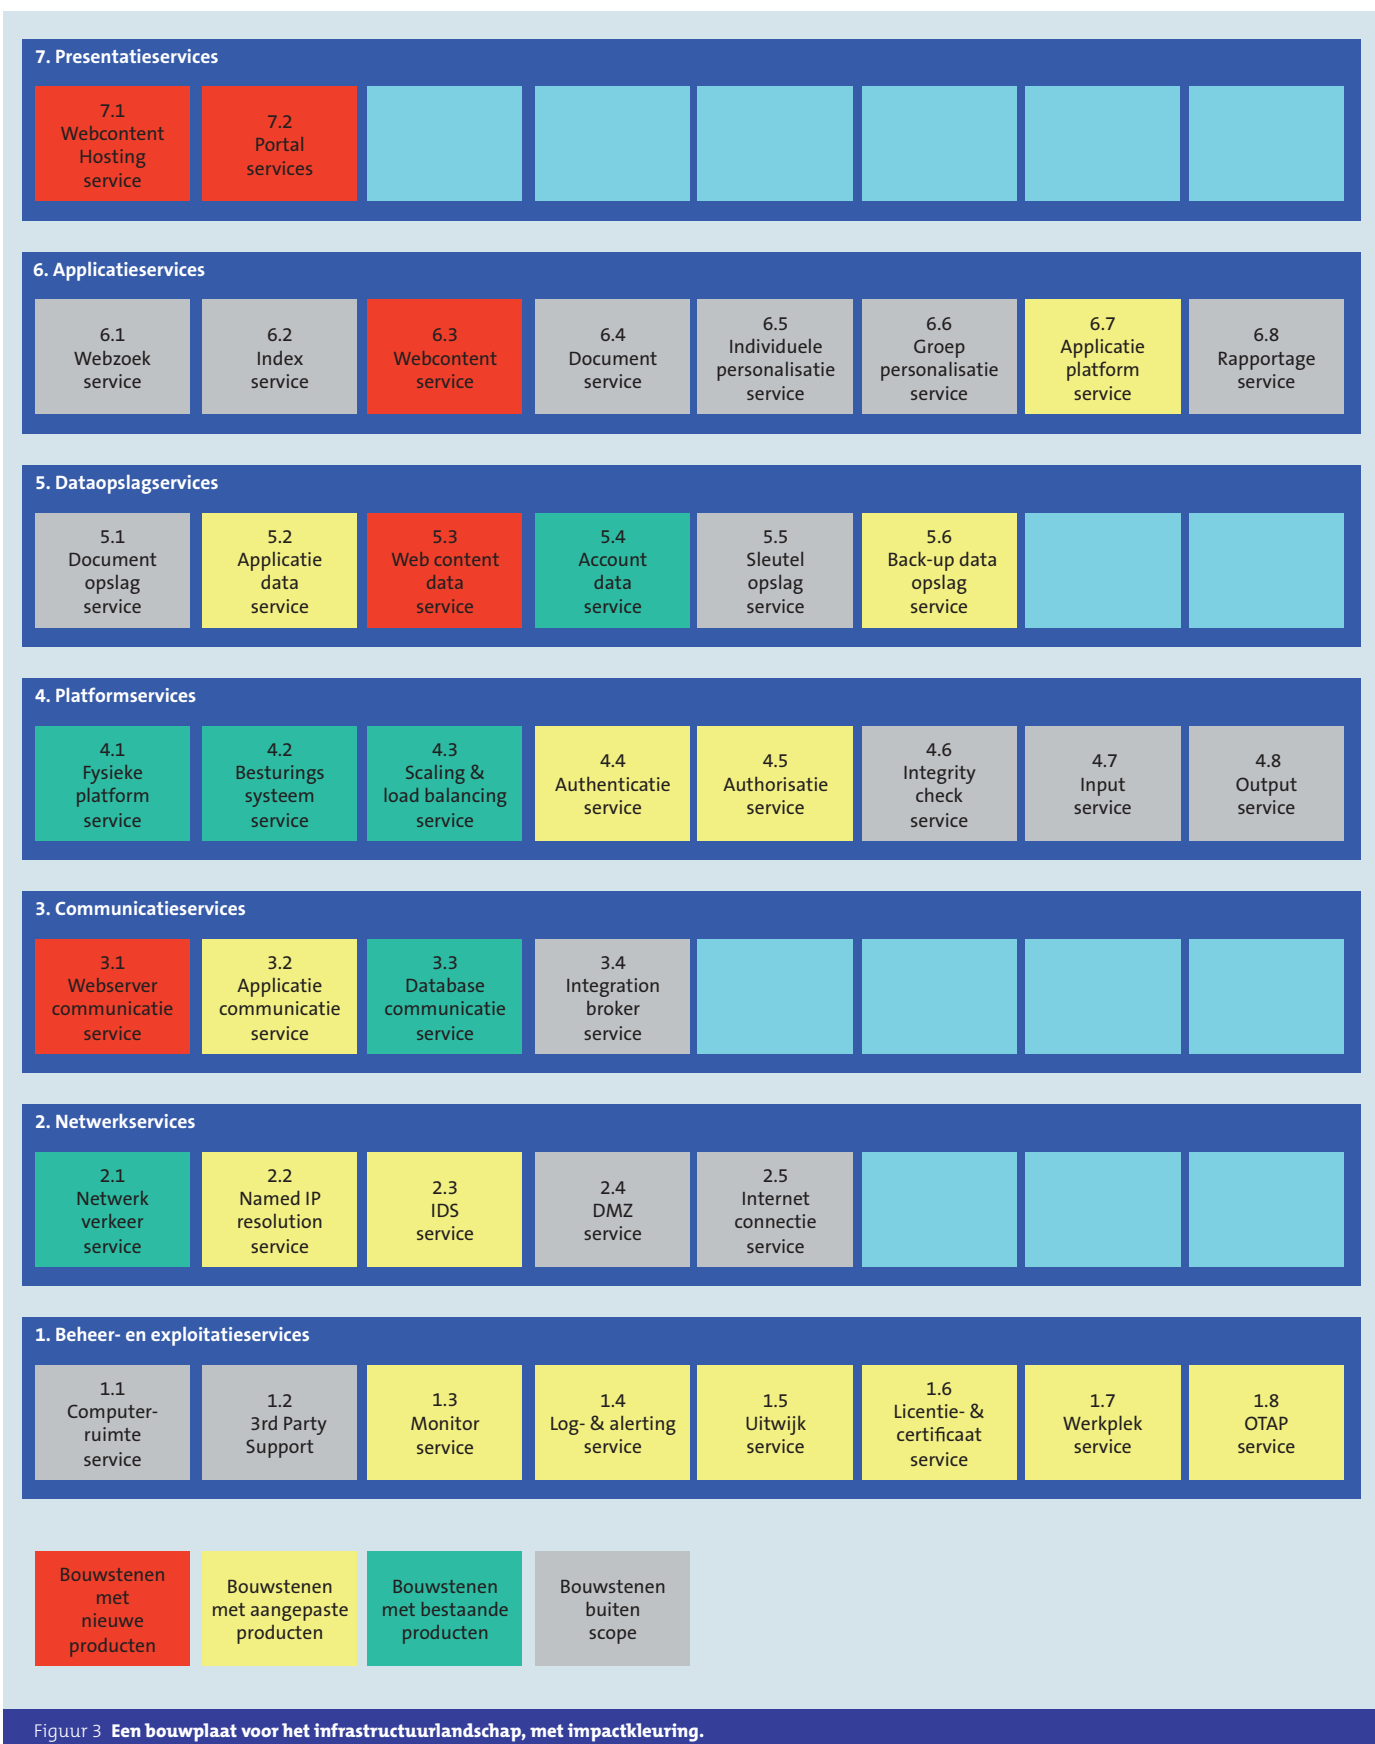 7. Presentatieservices
7.1
Webcontent
Hosting
service
7.2
Portal
services
6. Applicatieservices
6.1
Webzoek
service
6.2
Index
service
6.3
Webcontent
service
6.4
Document
service
6.5
Individuele
personalisatie
service
6.6
Groep
personalisatie
service
6.7
Applicatie
platform
service
6.8
Rapportage
service
5. Dataopslagservices
5.1
Document
opslag
service
5.2
Applicatie
data
service
5.3
Web content
data
service
5.4
Account
data
service
5.5
Sleutel
opslag
service
5.6
Back-up data
opslag
service
4. Platformservices
4.1
Fysieke
platform
service
4.2
Besturings
systeem
service
4.3
Scaling &
load balancing
service
4.4
Authenticatie
service
4.5
Authorisatie
service
4.6
Integrity
check
service
4.7
Input
service
4.8
Output
service
3. Communicatieservices
3.1
Webserver
communicatie
service
3.2
Applicatie
communicatie
service
3.3
Database
communicatie
service
3.4
Integration
broker
service
2. Netwerkservices
2.1
Netwerk
verkeer
service
2.2
Named IP
resolution
service
2.3
IDS
service
2.4
DMZ
service
2.5
Internet
connectie
service
1. Beheer- en exploitatieservices
1.1
Computer-
ruimte
service
1.2
3rd Party
Support
1.3
Monitor
service
1.4
Log- & alerting
service
1.5
Uitwijk
service
1.6
Licentie- &
certificaat
service
1.7
Werkplek
service
1.8
OTAP
service
Bouwstenen
met
nieuwe
producten
Bouwstenen
met aangepaste
producten
Bouwstenen
met bestaande
producten
Bouwstenen
buiten
scope
Figuur 3 Een bouwplaat voor het infrastructuurlandschap, met impactkleuring.